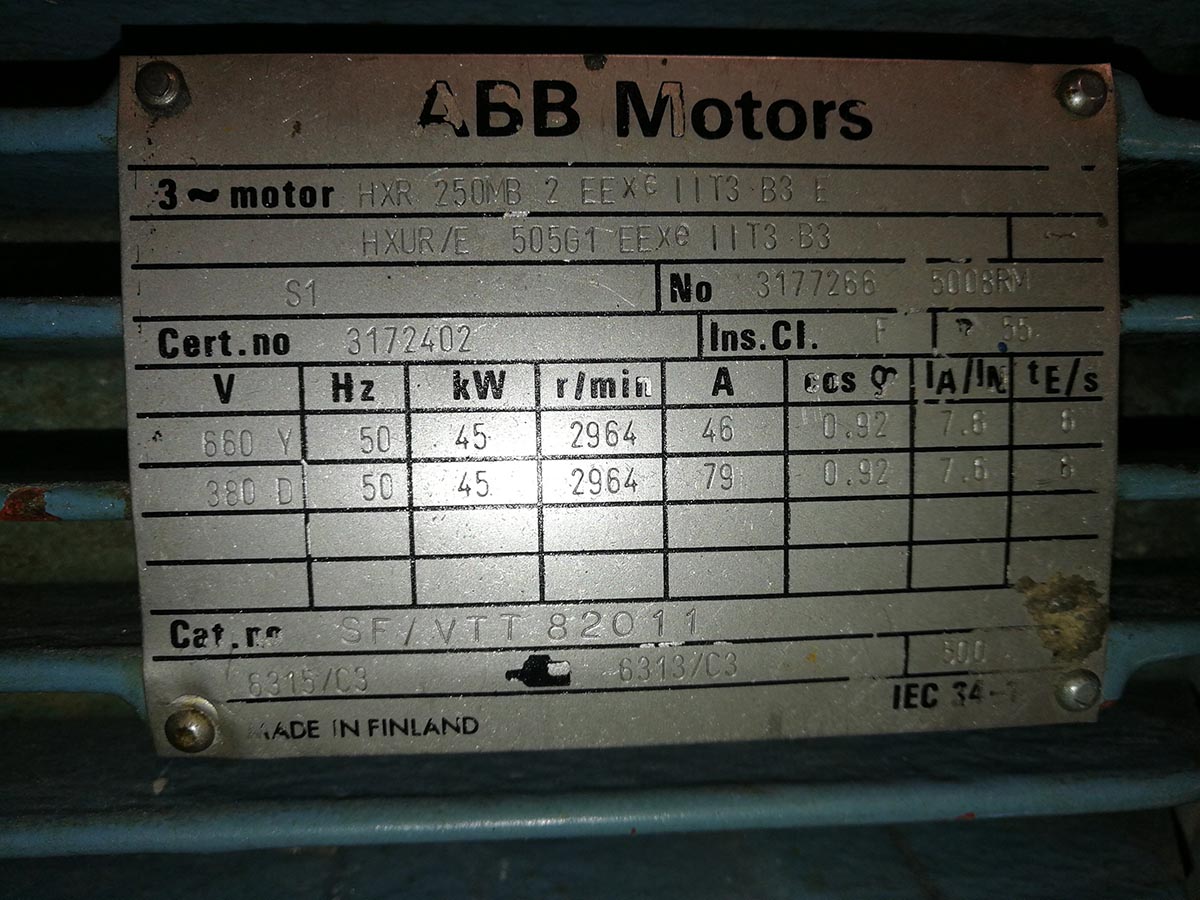 ABB Motors
3~motor HXR 250MB 2 EExe IIT3 B3 E
HXUR/E 505G1 EExe IIT3 B3
S1 No 3177266 5008RM
Cert.no 3172402 Ins.Cl. F 55
V Hz kW r/min A cos φ IA/IN tE/s
660 Y 50 45 2964 46 0.92 7.6 6
380 D 50 45 2964 79 0.92 7.6 6
Cat.no SF/VTT 82011
6315/C3 6313/C3 500
IEC 34-1
MADE IN FINLAND